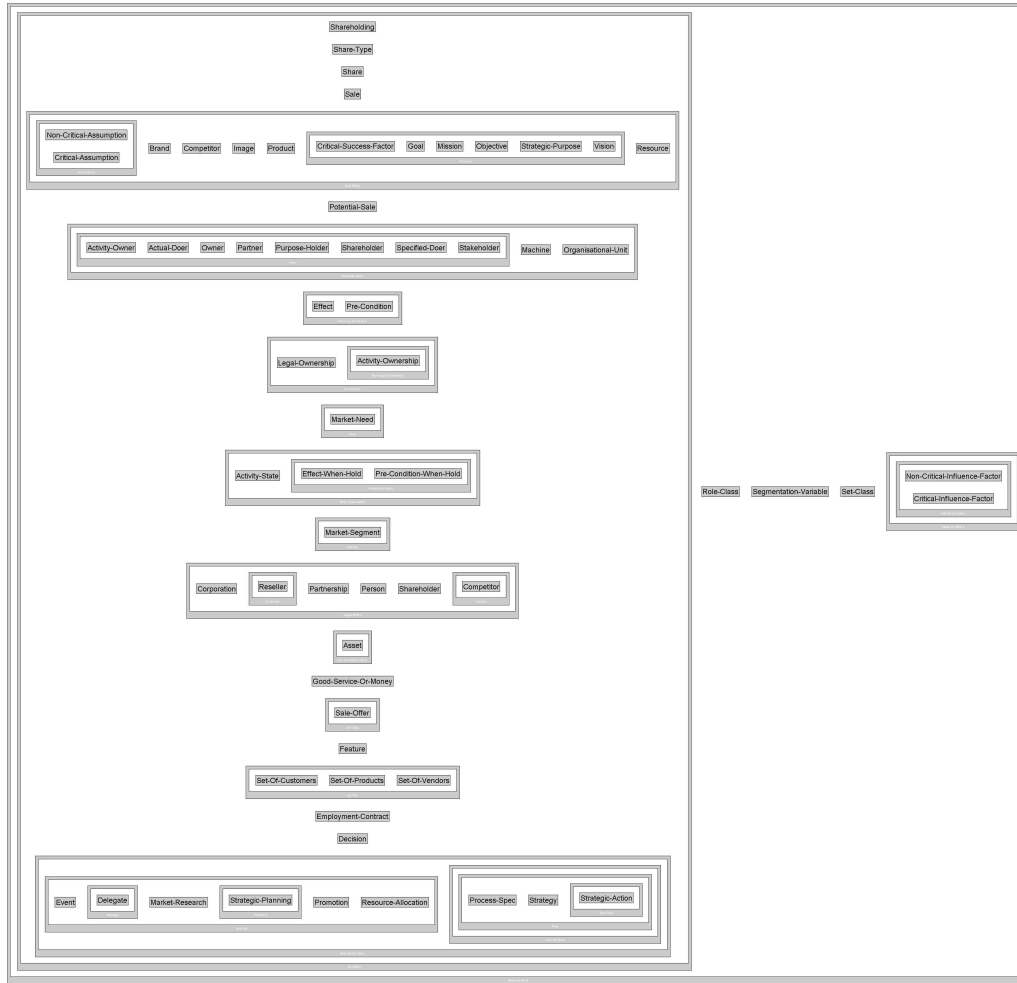 Shareholding
Share-Type
Share
Sale
Non-Critical-Assumption
Critical-Assumption
Brand Competitor Image Product
Critical-Success-Factor Goal Mission Objective Strategic-Purpose Vision
Resource
Potential-Sale
Activity-Owner Actual-Doer Owner Partner Purpose-Holder Shareholder Specified-Doer Stakeholder
Machine Organisational-Unit
Effect Pre-Condition
Legal-Ownership Activity-Ownership
Market-Need
Activity-State Effect-When-Hold Pre-Condition-When-Hold
Market-Segment
Corporation Reseller Partnership Person Shareholder Competitor
Asset
Good-Service-Or-Money
Sale-Offer
Feature
Set-Of-Customers Set-Of-Products Set-Of-Vendors
Employment-Contract
Decision
Event Delegate Market-Research Strategic-Planning Promotion Resource-Allocation
Process-Spec Strategy Strategic-Action
Role-Class Segmentation-Variable Set-Class
Non-Critical-Influence-Factor
Critical-Influence-Factor